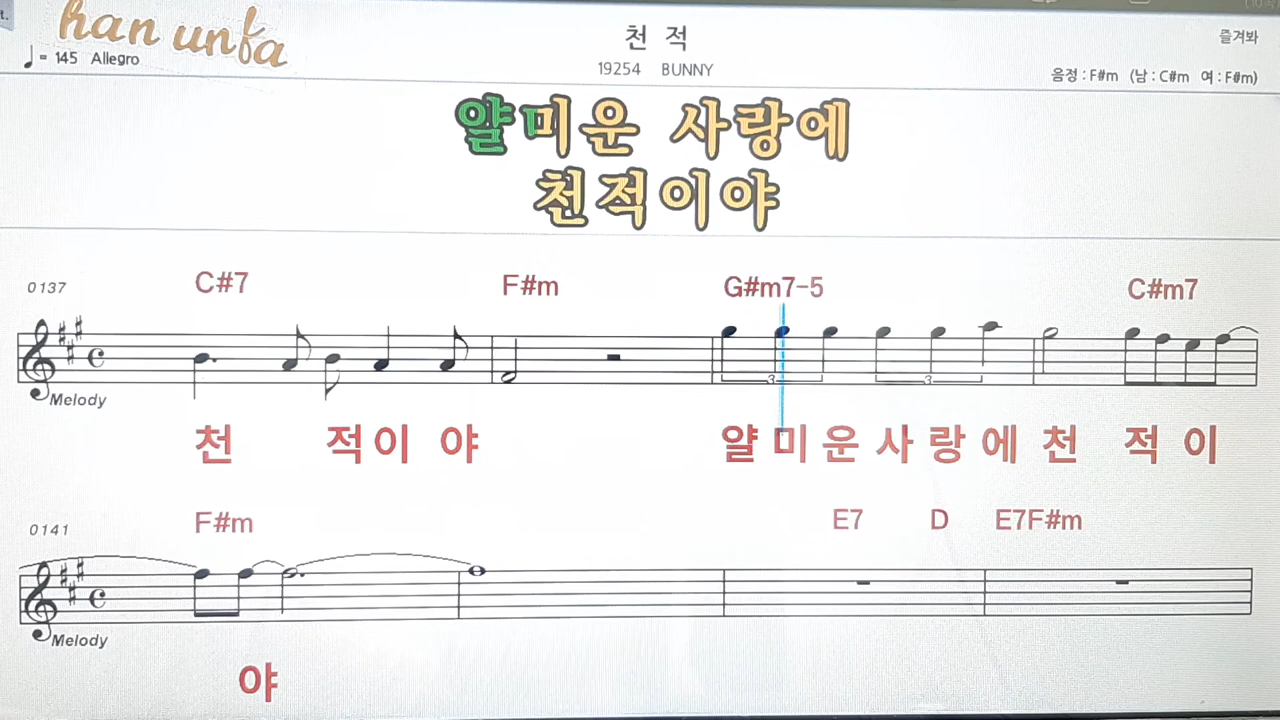 han unfa
♩= 145 Allegro
천 적
19254 BUNNY
즐겨봐
음정 : F#m (남 : C#m 여 : F#m)
얄미운 사랑에
천적이야
0137
C#7 F#m G#m7-5 C#m7
3 3
Melody
천 적 이 야 얄 미 운 사 랑 에 천 적 이
0141
F#m E7 D E7F#m
Melody
야